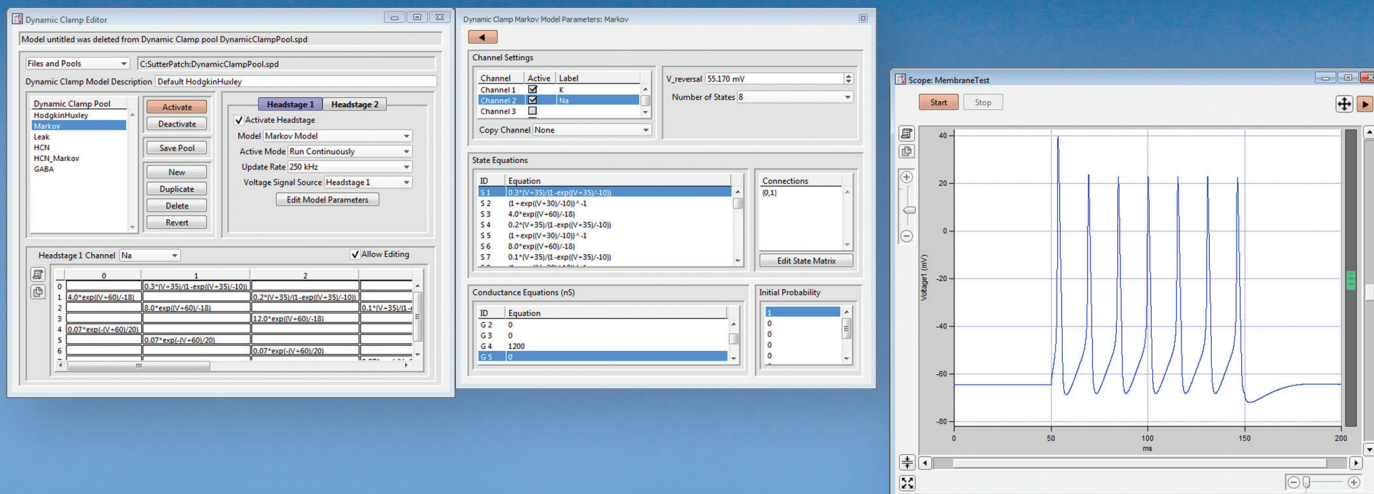 Dynamic Clamp Editor
Model untitled was deleted from Dynamic Clamp pool DynamicClampPool.spd
Files and Pools
C:SutterPatch:DynamicClampPool.spd
Dynamic Clamp Model Description Default HodgkinHuxley
Dynamic Clamp Pool
HodgkinHuxley
Markov
Leak
HCN
HCN_Markov
GABA
Activate
Deactivate
Save Pool
New
Duplicate
Delete
Revert
Headstage 1 Headstage 2
Activate Headstage
Model Markov Model
Active Mode Run Continuously
Update Rate 250 kHz
Voltage Signal Source Headstage 1
Edit Model Parameters
Headstage 1 Channel Na
Allow Editing
0 1 2
0 0.3*(V+35)/(1-exp((V+35)/-10))
1 4.0*exp((V+60)/-18) 0.2*(V+35)/(1-exp((V+35)/-10))
2 8.0*exp((V+60)/-18) 0.1*(V+35)/(1-e
3 12.0*exp((V+60)/-18)
4 0.07*exp(-(V+60)/20)
5 0.07*exp(-(V+60)/20)
6 0.07*exp(-(V+60)/20)
Dynamic Clamp Markov Model Parameters: Markov
Channel Settings
Channel Active Label
Channel 1 K
Channel 2 Na
Channel 3
Copy Channel None
V_reversal 55.170 mV
Number of States 8
State Equations
ID Equation
S 1 0.3*(V+35)/(1-exp((V+35)/-10))
S 2 (1+exp((V+30)/-10))^-1
S 3 4.0*exp((V+60)/-18)
S 4 0.2*(V+35)/(1-exp((V+35)/-10))
S 5 (1+exp((V+30)/-10))^-1
S 6 8.0*exp((V+60)/-18)
S 7 0.1*(V+35)/(1-exp((V+35)/-10))
Connections
{0,1}
Edit State Matrix
Conductance Equations (nS)
ID Equation
G 2 0
G 3 0
G 4 1200
G 5 0
Initial Probability
1
0
0
0
0
Scope: MembraneTest
Start Stop
40
20
0
-20
-40
-60
-80
Voltage1 (mV)
0 50 100 150 200
ms